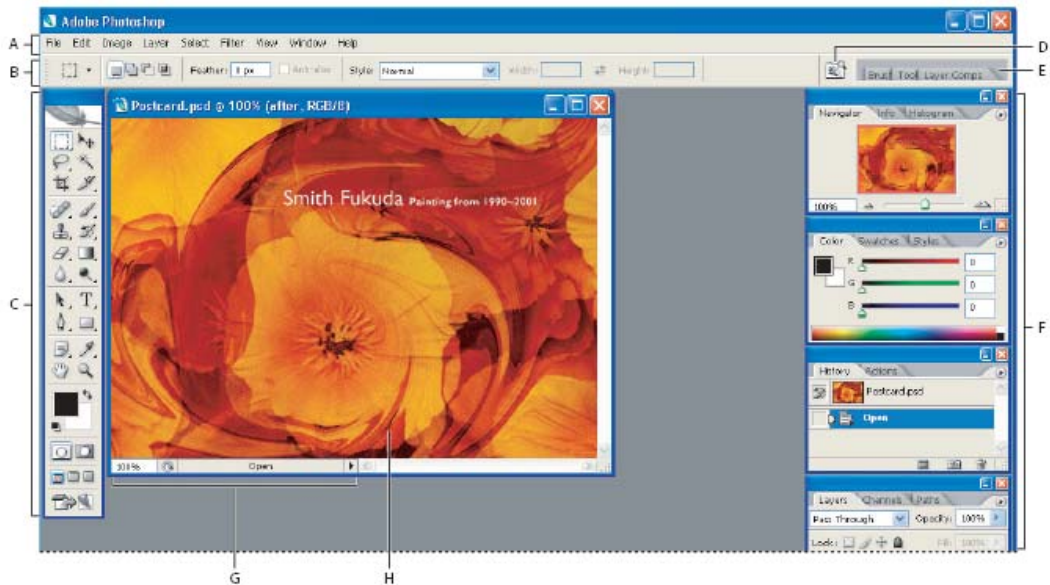 Adobe Photoshop
A
File Edit Image Layer Select Filter View Window Help
D
B
Feather: 0 px Anti-alias Style: Normal Width: Height:
Brush Tool Layer Comps
E
C
Postcard.psd @ 100% (after, RGB/8)
Smith Fukuda Painting from 1990–2001
T
100% Open
Navigator Info Histogram
100%
F
Color Swatches Styles
R 0
G 0
B 0
History Actions
Postcard.psd
Open
Layers Channels Paths
Pass Through Opacity: 100%
Lock: Fill: 100%
G
H